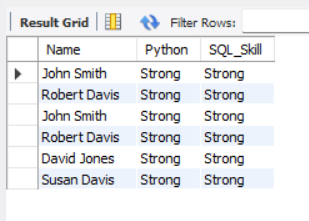 Result Grid Filter Rows:
Name Python SQL_Skill
John Smith Strong Strong
Robert Davis Strong Strong
John Smith Strong Strong
Robert Davis Strong Strong
David Jones Strong Strong
Susan Davis Strong Strong